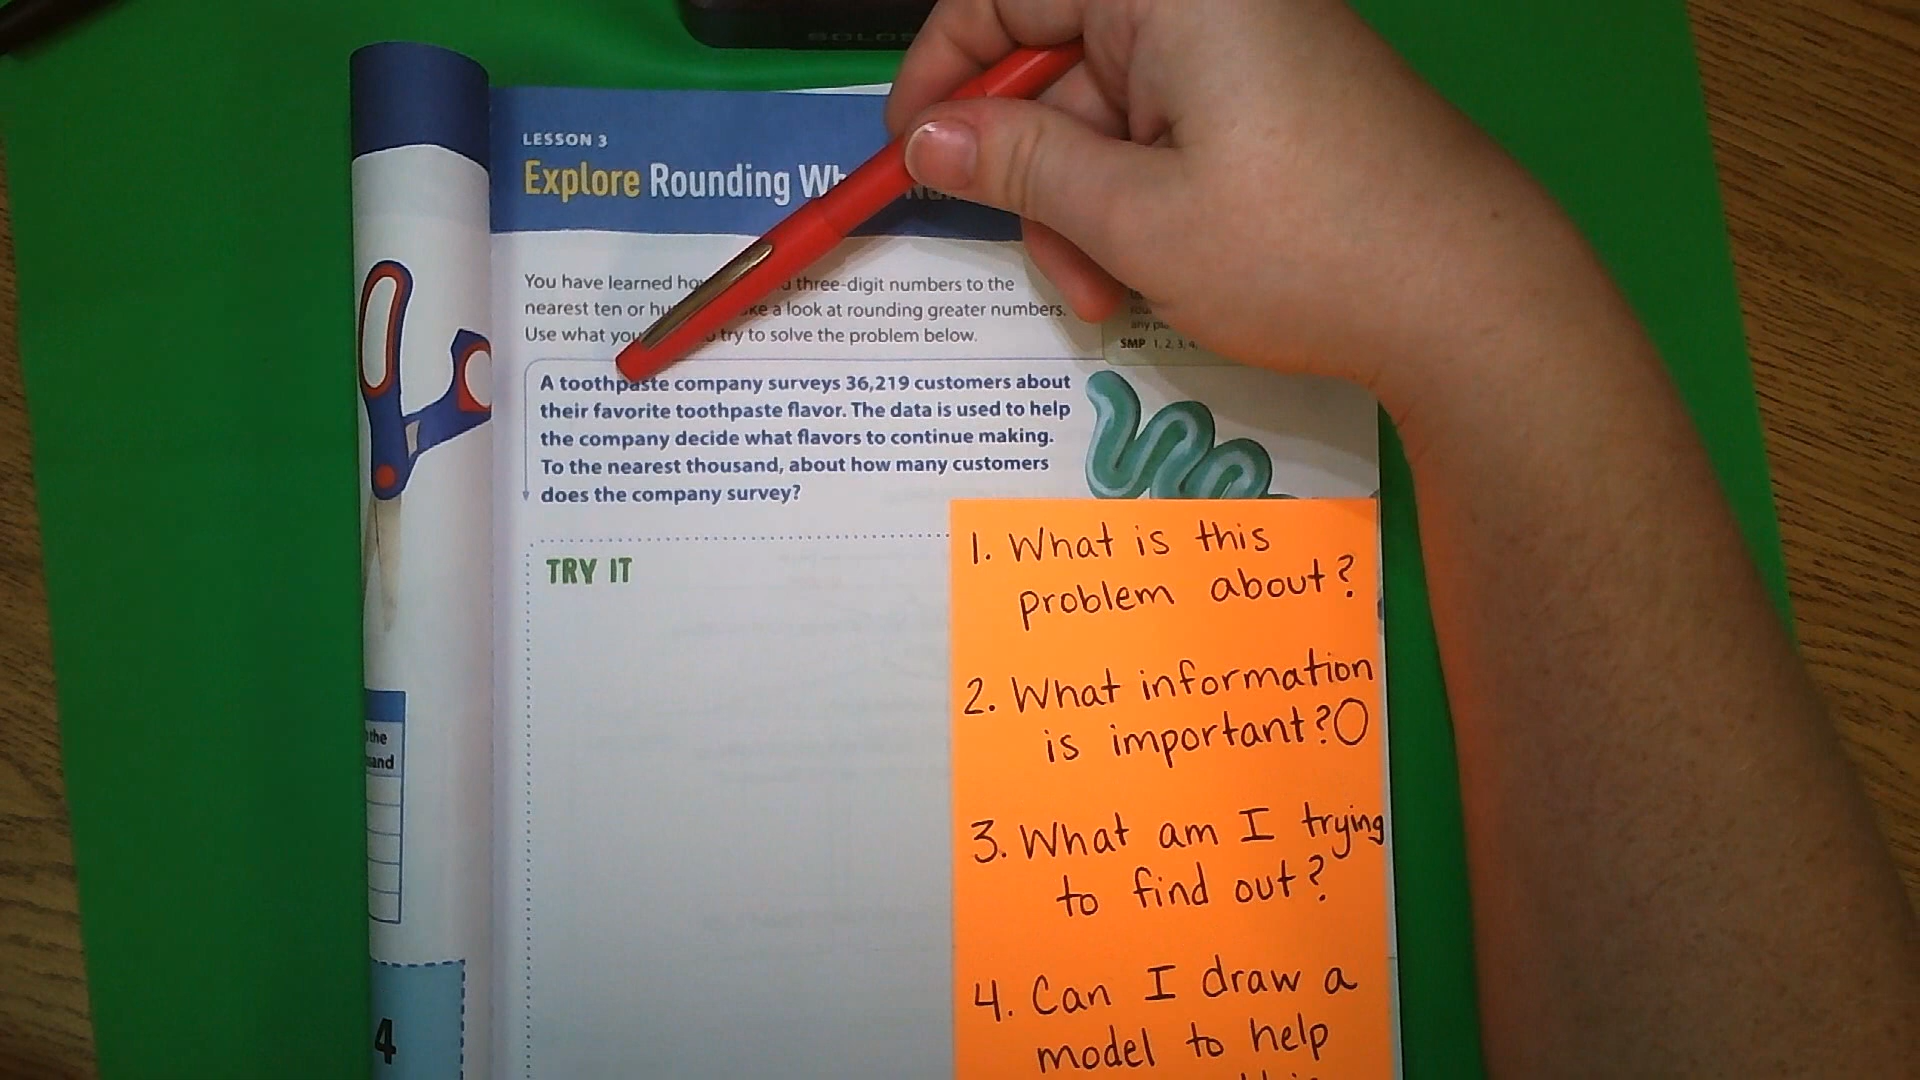 SOLO
LESSON 3
Explore Rounding
You have learned three-digit numbers to the
nearest ten or a look at rounding greater numbers.
Use what you try to solve the problem below.
any
SMP 1, 2, 3, 4,
A toothpaste company surveys 36,219 customers about
their favorite toothpaste flavor. The data is used to help
the company decide what flavors to continue making.
To the nearest thousand, about how many customers
does the company survey?
TRY IT
1. What is this
problem about?
2. What information
is important?
3. What am I trying
to find out?
4. Can I draw a
model to help
the
4